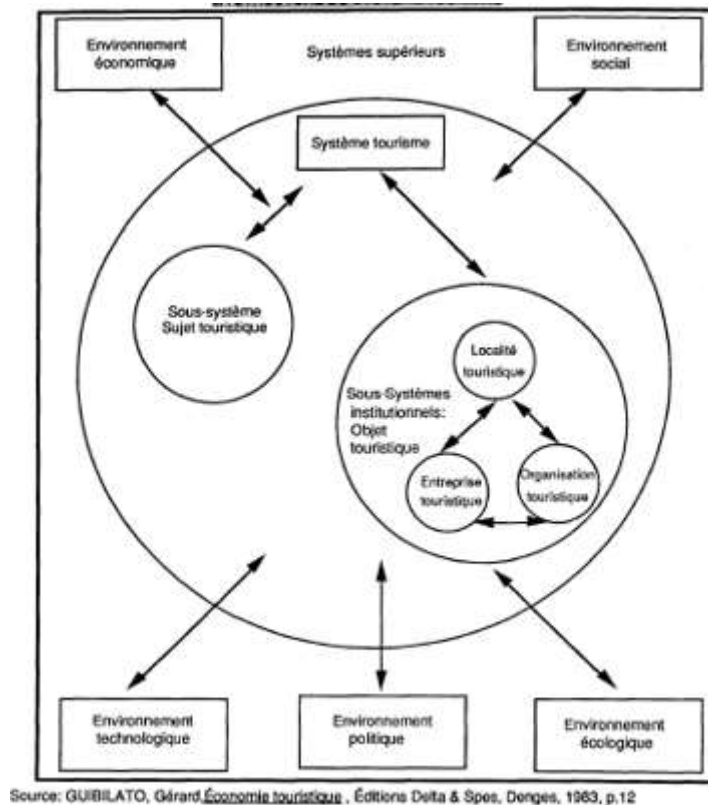 Environnement
économique
Systèmes supérieurs
Environnement
social
Système tourisme
Sous-système
Sujet touristique
Localité
touristique
Sous-Systèmes
institutionnels:
Objet
touristique
Entreprise
touristique
Organisation
touristique
Environnement
technologique
Environnement
politique
Environnement
écologique
Source: GUIBILATO, Gérard,Économie touristique , Éditions Delta & Spes, Denges, 1983, p.12